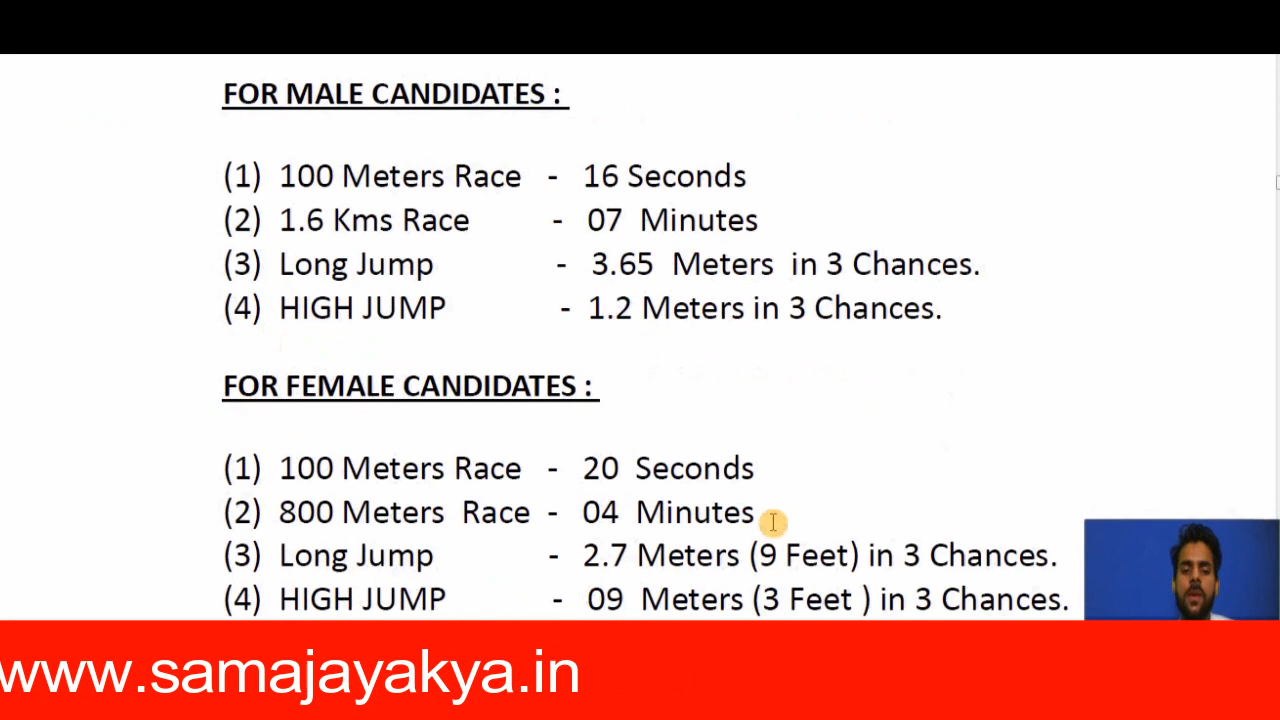 FOR MALE CANDIDATES :
(1) 100 Meters Race - 16 Seconds
(2) 1.6 Kms Race - 07 Minutes
(3) Long Jump - 3.65 Meters in 3 Chances.
(4) HIGH JUMP - 1.2 Meters in 3 Chances.
FOR FEMALE CANDIDATES :
(1) 100 Meters Race - 20 Seconds
(2) 800 Meters Race - 04 Minutes
(3) Long Jump - 2.7 Meters (9 Feet) in 3 Chances.
(4) HIGH JUMP - 09 Meters (3 Feet ) in 3 Chances.
www.samajayakya.in